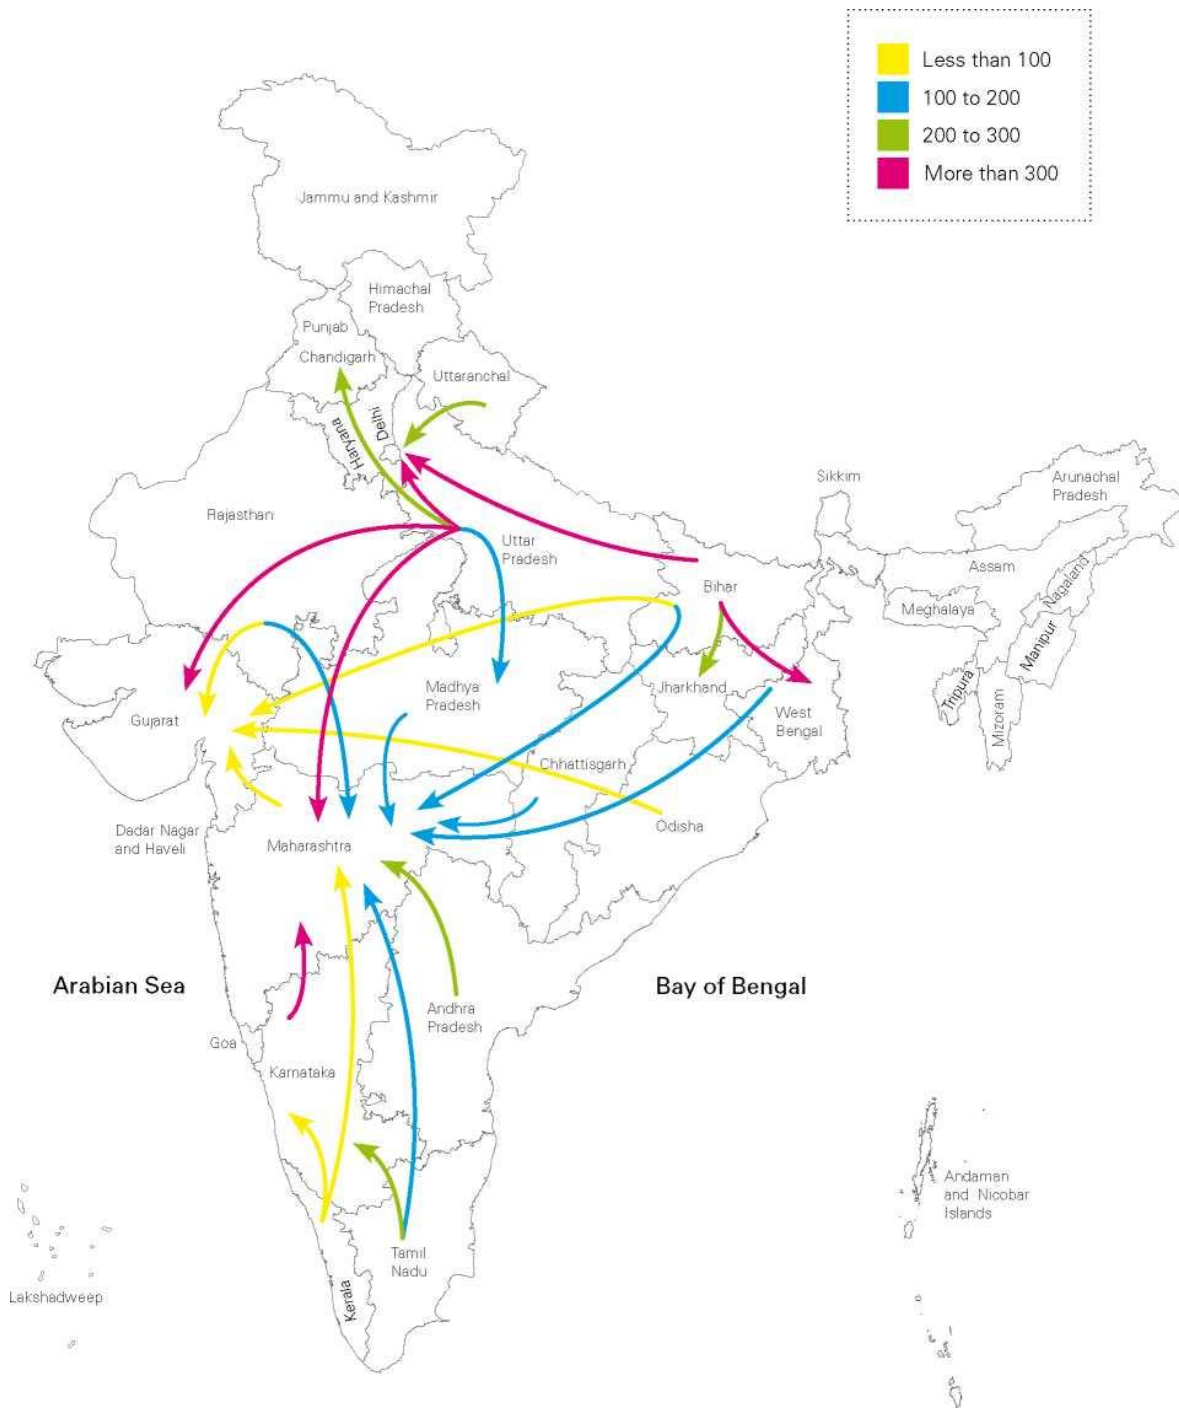 Less than 100
100 to 200
200 to 300
More than 300
Jammu and Kashmir
Himachal
Pradesh
Punjab
Chandigarh
Uttaranchal
Haryana
Delhi
Rajasthan
Uttar
Pradesh
Sikkim
Arunachal
Pradesh
Assam
Nagaland
Meghalaya
Manipur
Tripura
Mizoram
Bihar
Jharkhand
West
Bengal
Madhya
Pradesh
Gujarat
Chhattisgarh
Odisha
Dadar Nagar
and Haveli
Maharashtra
Arabian Sea
Bay of Bengal
Andhra
Pradesh
Goa
Karnataka
Andaman
and Nicobar
Islands
Tamil
Nadu
Kerala
Lakshadweep